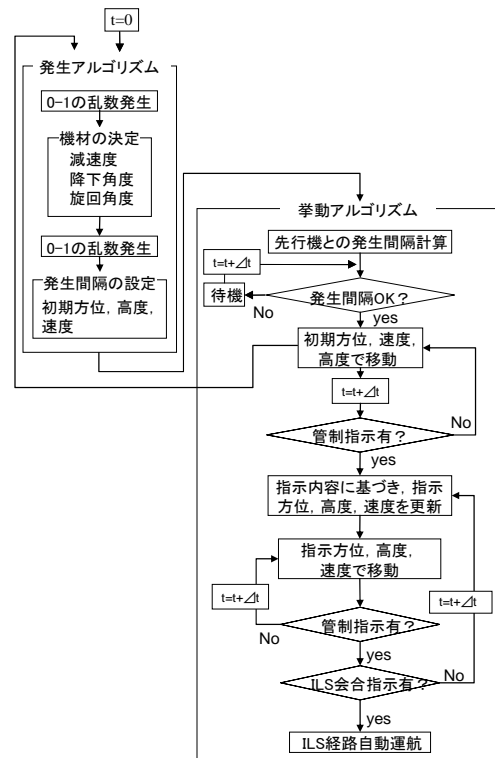 t=0
発生アルゴリズム
0-1の乱数発生
機材の決定
減速度
降下角度
旋回角度
0-1の乱数発生
発生間隔の設定
初期方位, 高度,
速度
挙動アルゴリズム
先行機との発生間隔計算
t=t+⊿t
待機
発生間隔OK?
No
yes
初期方位, 速度,
高度で移動
t=t+⊿t
管制指示有?
No
yes
指示内容に基づき, 指示
方位, 高度, 速度を更新
指示方位, 高度,
速度で移動
t=t+⊿t
t=t+⊿t
管制指示有?
No
yes
ILS会合指示有?
No
yes
ILS経路自動運航